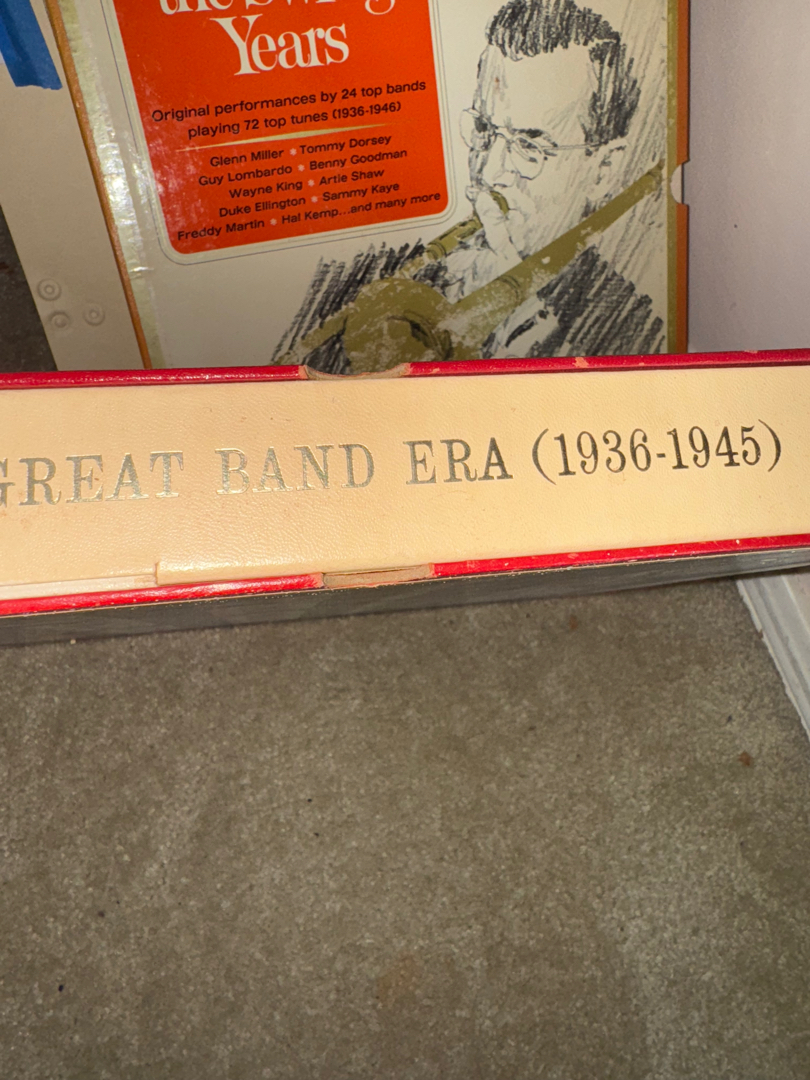 the Swing
Years
Original performances by 24 top bands
playing 72 top tunes (1936-1946)
Glenn Miller • Tommy Dorsey
Guy Lombardo • Benny Goodman
Wayne King • Artie Shaw
Duke Ellington • Sammy Kaye
Freddy Martin • Hal Kemp...and many more
GREAT BAND ERA (1936-1945)